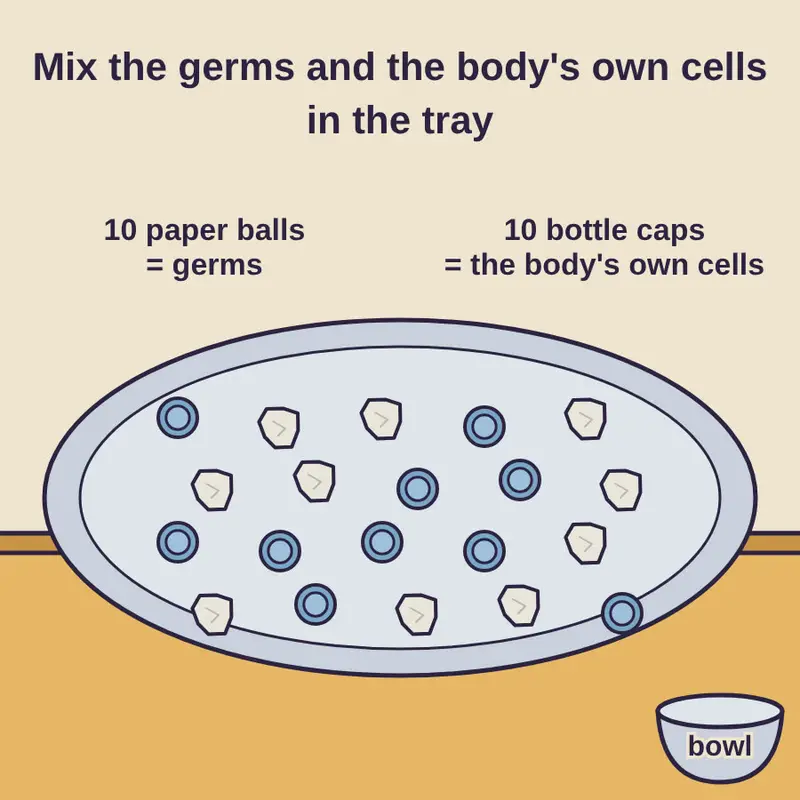 Mix the germs and the body's own cells
in the tray
10 paper balls
= germs
10 bottle caps
= the body's own cells
bowl